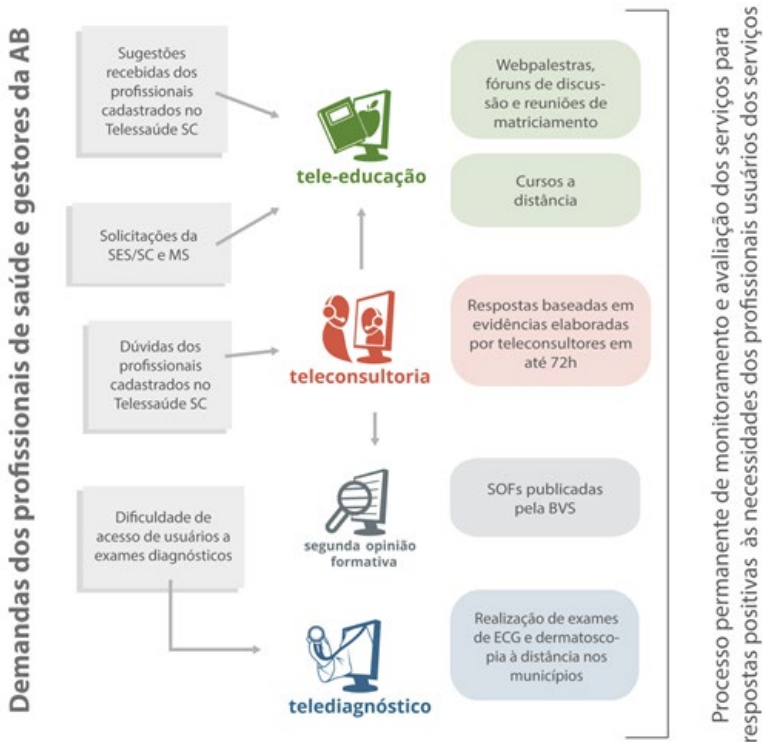 Demandas dos profissionais de saúde e gestores da AB
Sugestões
recebidas dos
profissionais
cadastrados no
Telessaúde SC
Solicitações da
SES/SC e MS
Dúvidas dos
profissionais
cadastrados no
Telessaúde SC
Dificuldade de
acesso de usuários a
exames diagnósticos
tele-educação
teleconsultoria
segunda opinião
formativa
telediagnóstico
Webpalestras,
fóruns de discus-
são e reuniões de
matriciamento
Cursos a
distância
Respostas baseadas em
evidências elaboradas
por teleconsultores em
até 72h
SOFs publicadas
pela BVS
Realização de exames
de ECG e dermatosco-
pia à distância nos
municípios
Processo permanente de monitoramento e avaliação dos serviços para
respostas positivas às necessidades dos profissionais usuários dos serviços